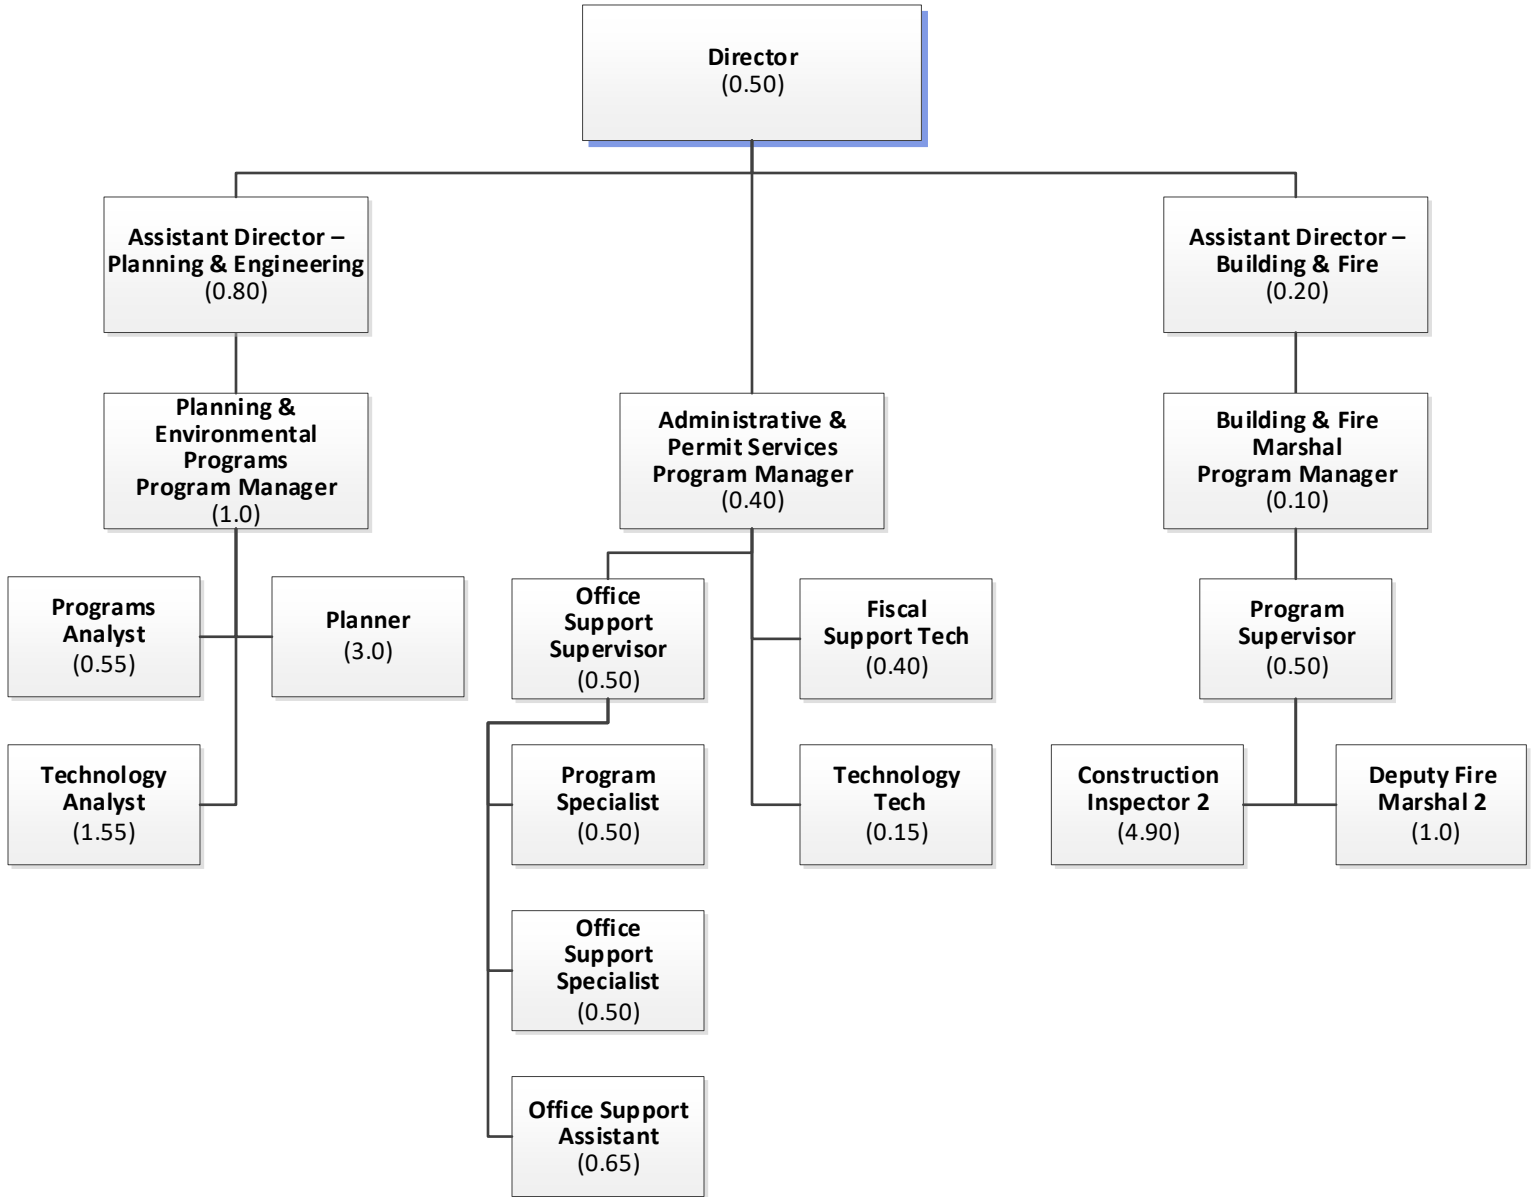 Director
(0.50)
Assistant Director –
Planning & Engineering
(0.80)
Assistant Director –
Building & Fire
(0.20)
Planning &
Environmental
Programs
Program Manager
(1.0)
Administrative &
Permit Services
Program Manager
(0.40)
Building & Fire
Marshal
Program Manager
(0.10)
Programs
Analyst
(0.55)
Planner
(3.0)
Office
Support
Supervisor
(0.50)
Fiscal
Support Tech
(0.40)
Program
Supervisor
(0.50)
Technology
Analyst
(1.55)
Program
Specialist
(0.50)
Technology
Tech
(0.15)
Construction
Inspector 2
(4.90)
Deputy Fire
Marshal 2
(1.0)
Office
Support
Specialist
(0.50)
Office Support
Assistant
(0.65)